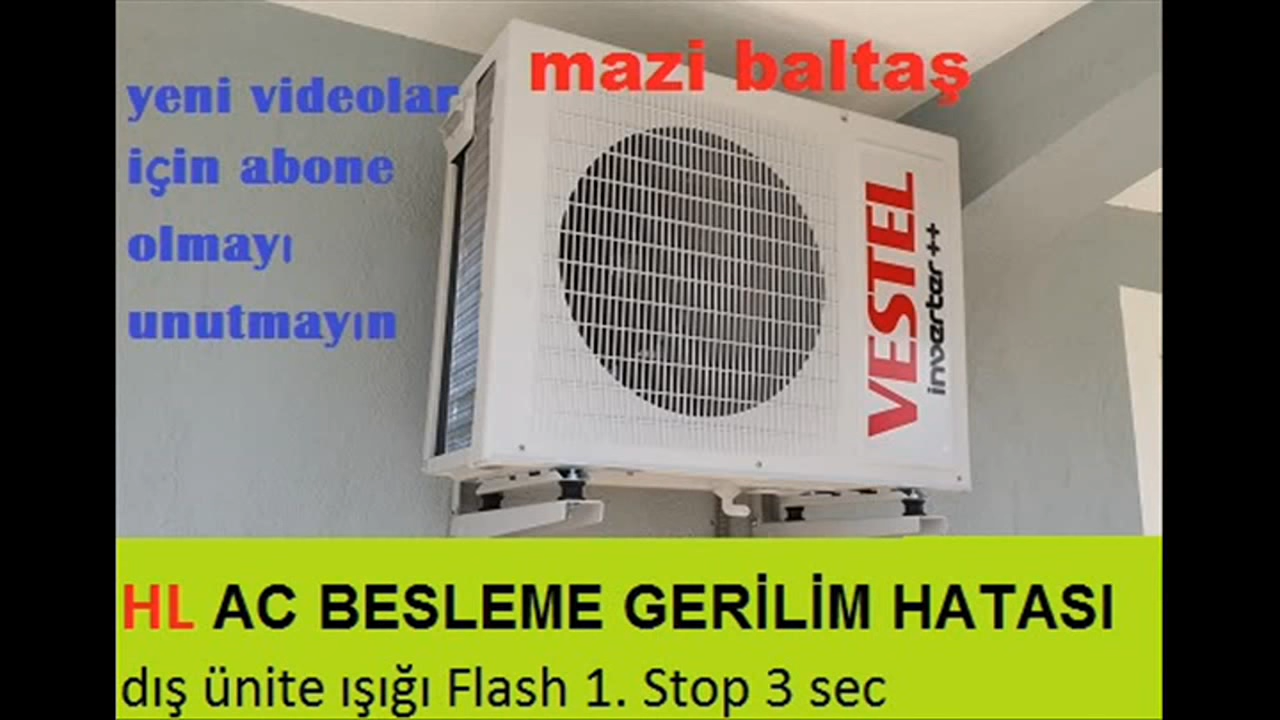 mazi baltaş
yeni videolar
için abone
olmayı
unutmayın
VESTEL
inverter++
HL AC BESLEME GERİLİM HATASI
dış ünite ışığı Flash 1. Stop 3 sec